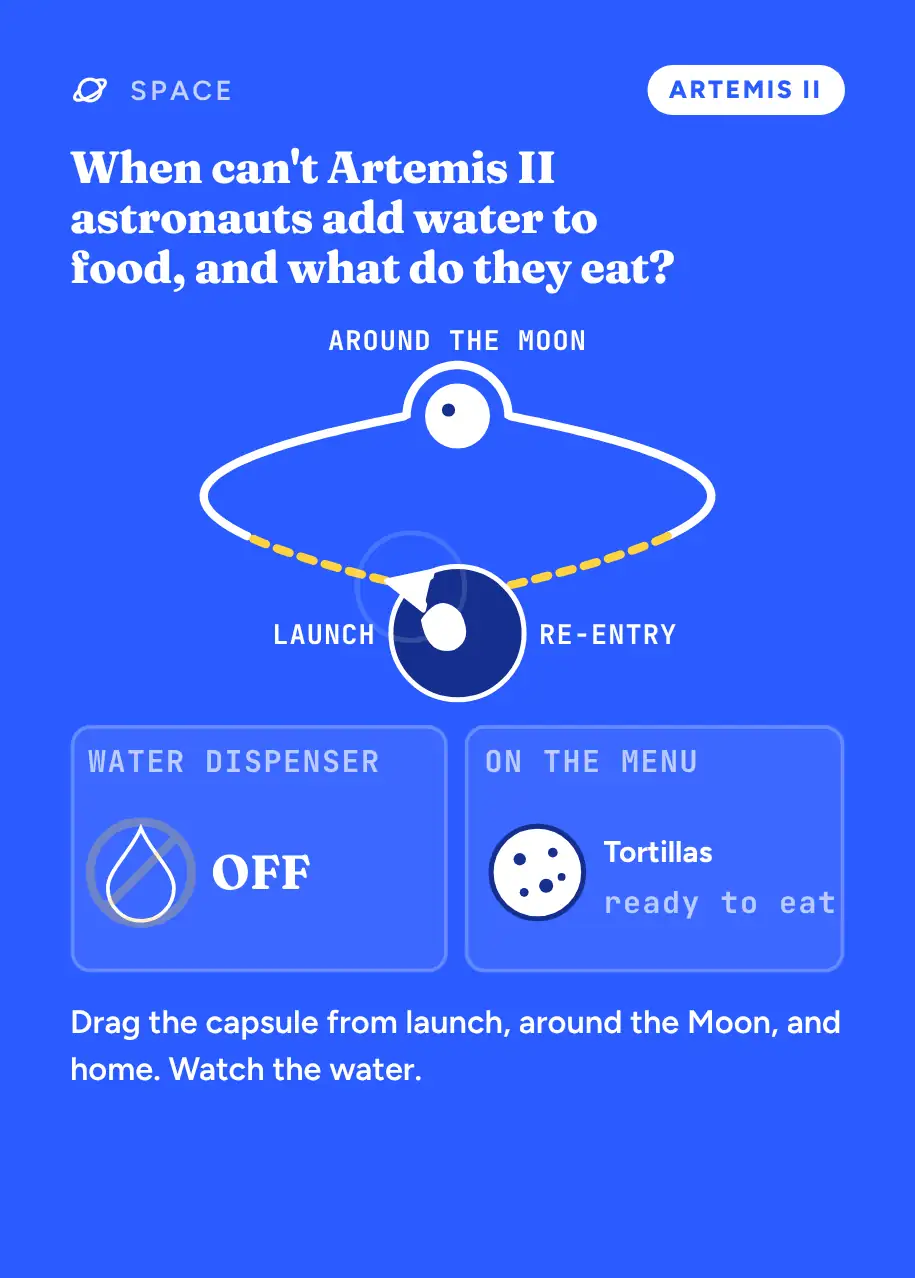 SPACE
ARTEMIS II
When can't Artemis II
astronauts add water to
food, and what do they eat?
AROUND THE MOON
LAUNCH
RE-ENTRY
WATER DISPENSER
OFF
ON THE MENU
Tortillas
ready to eat
Drag the capsule from launch, around the Moon, and
home. Watch the water.